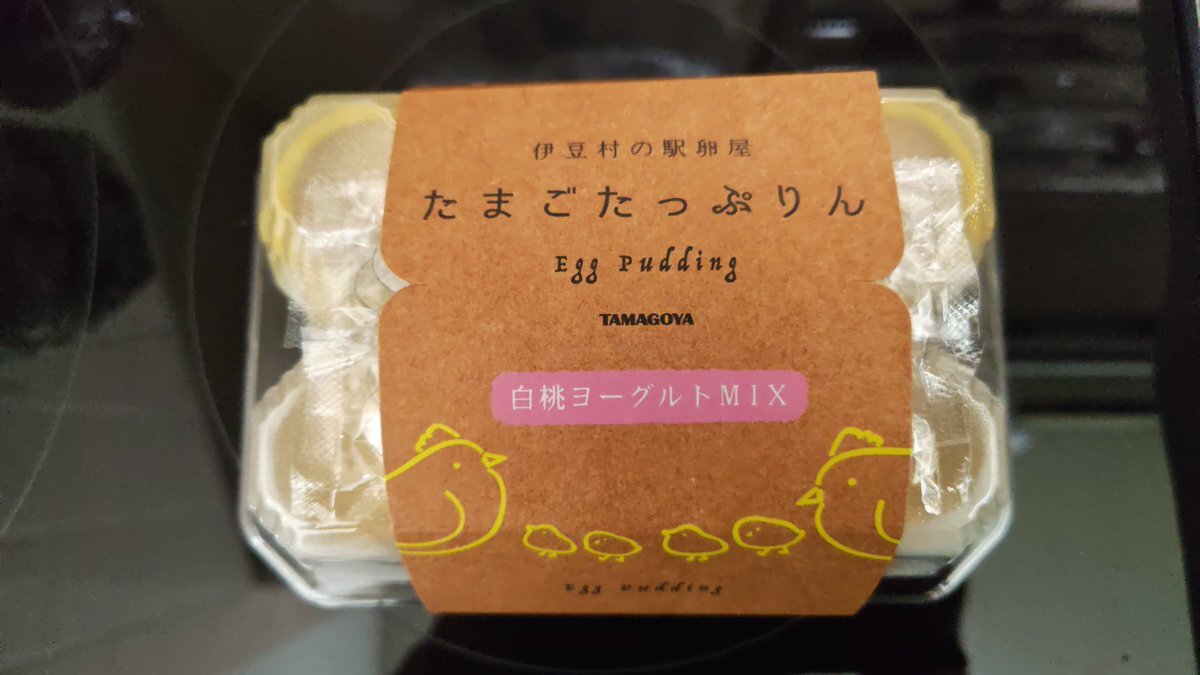 伊豆村の駅卵屋
たまごたっぷりん
Egg Pudding
TAMAGOYA
白桃ヨーグルトMIX
Egg Pudding